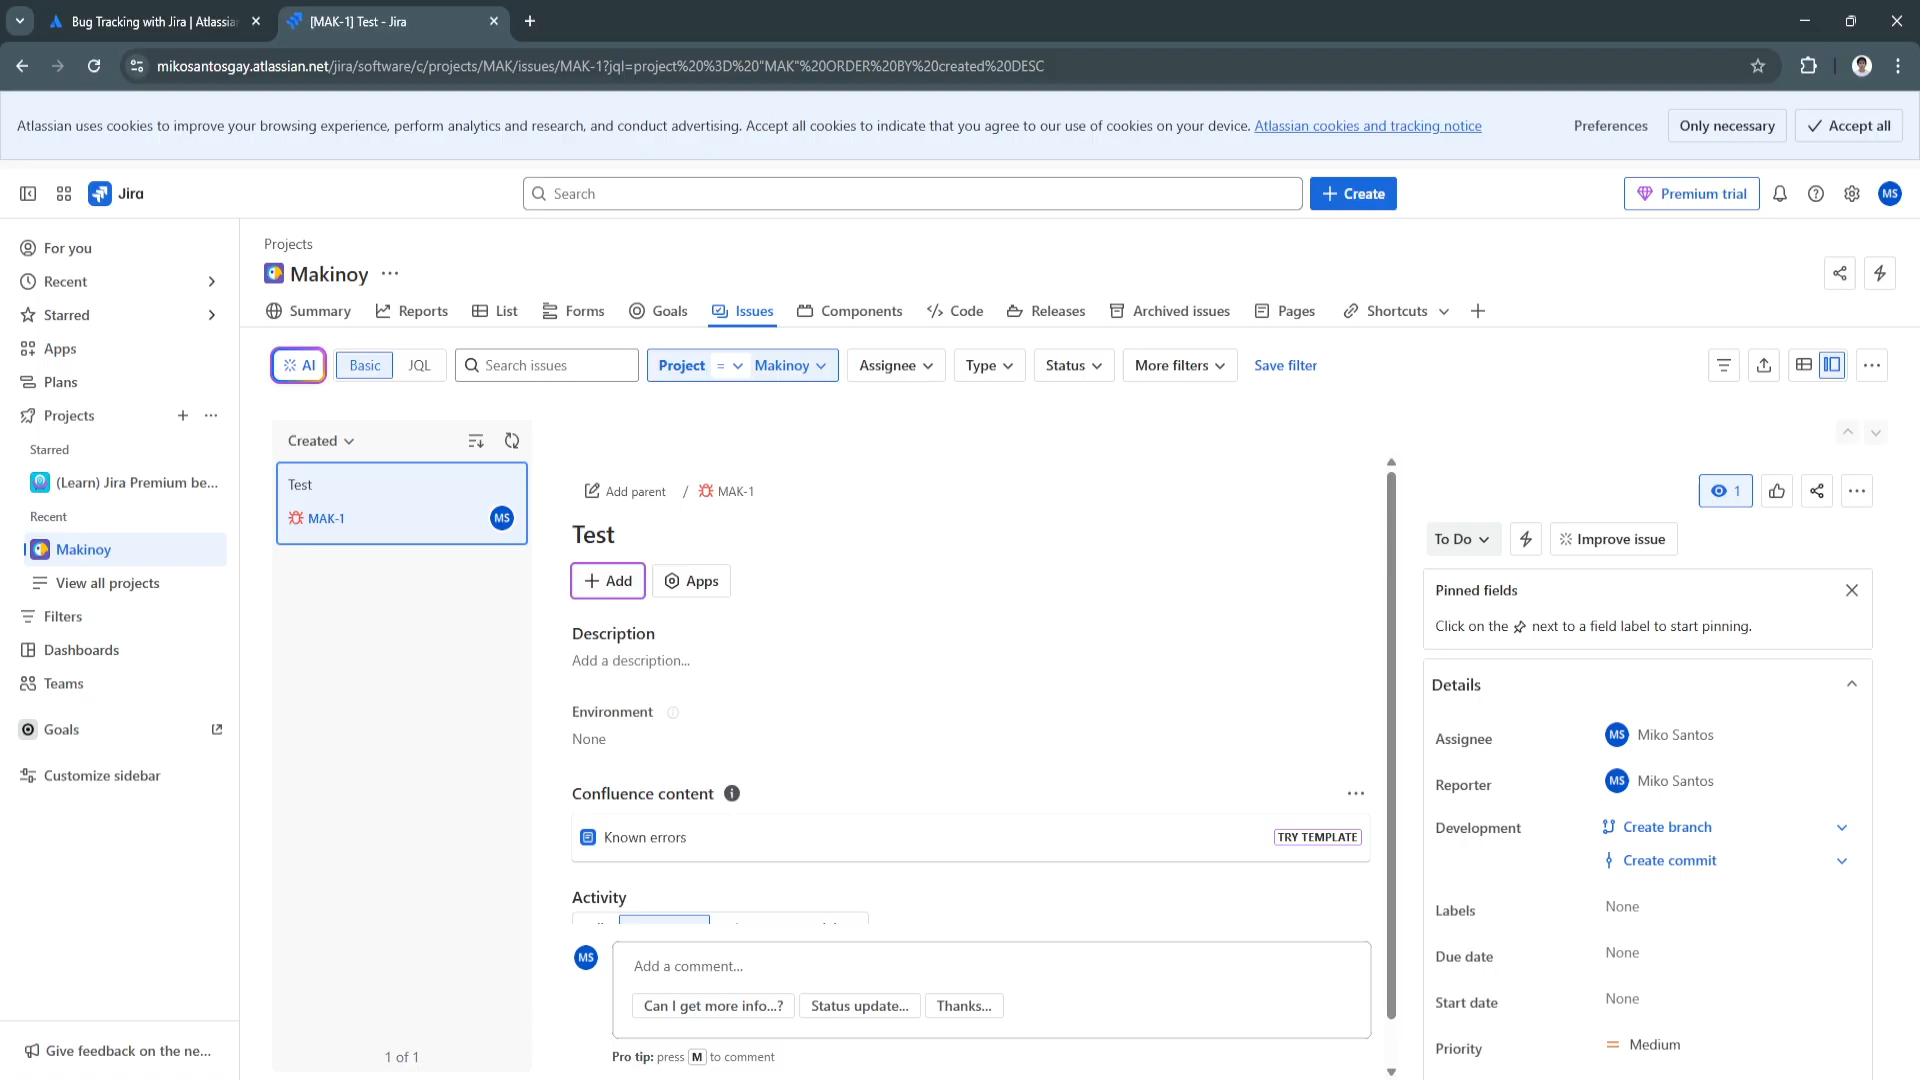 Bug Tracking with Jira | Atlassia
[MAK-1] Test - Jira
mikosantosgay.atlassian.net/jira/software/c/projects/MAK/issues/MAK-1?jql=project%20%3D%20"MAK"%20ORDER%20BY%20created%20DESC
Atlassian uses cookies to improve your browsing experience, perform analytics and research, and conduct advertising. Accept all cookies to indicate that you agree to our use of cookies on your device. Atlassian cookies and tracking notice
Preferences
Only necessary
Accept all
Jira
Search
Create
Premium trial
MS
For you
Recent
Starred
Apps
Plans
Projects
Starred
(Learn) Jira Premium be...
Recent
Makinoy
View all projects
Filters
Dashboards
Teams
Goals
Customize sidebar
Give feedback on the ne...
Projects
Makinoy
Summary
Reports
List
Forms
Goals
Issues
Components
Code
Releases
Archived issues
Pages
Shortcuts
AI
Basic
JQL
Search issues
Project = Makinoy
Assignee
Type
Status
More filters
Save filter
Created
Test
MAK-1
MS
1 of 1
Add parent / MAK-1
Test
Add
Apps
Description
Add a description...
Environment
None
Confluence content
Known errors
TRY TEMPLATE
Activity
MS
Add a comment...
Can I get more info...?
Status update...
Thanks...
Pro tip: press M to comment
1
To Do
Improve issue
Pinned fields
Click on the next to a field label to start pinning.
Details
Assignee
MS Miko Santos
Reporter
MS Miko Santos
Development
Create branch
Create commit
Labels
None
Due date
None
Start date
None
Priority
Medium